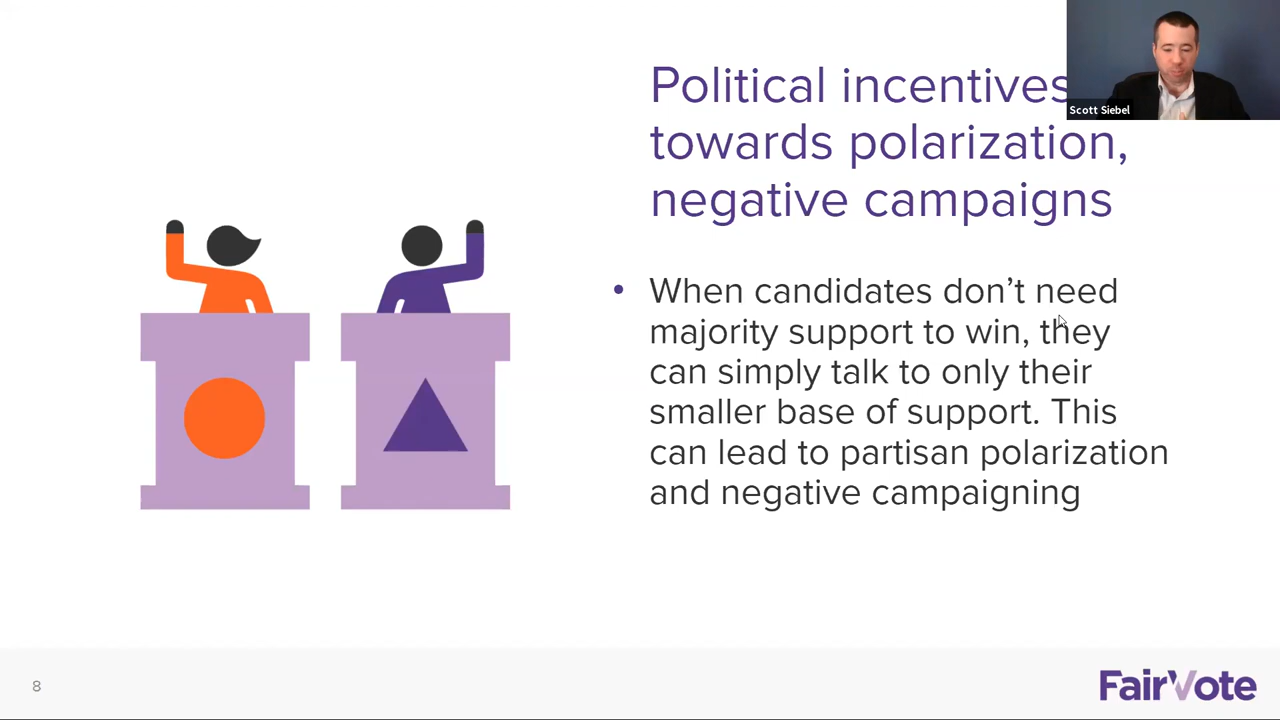 Political incentives
towards polarization,
negative campaigns
Scott Siebel
• When candidates don’t need
majority support to win, they
can simply talk to only their
smaller base of support. This
can lead to partisan polarization
and negative campaigning
8
FairVote